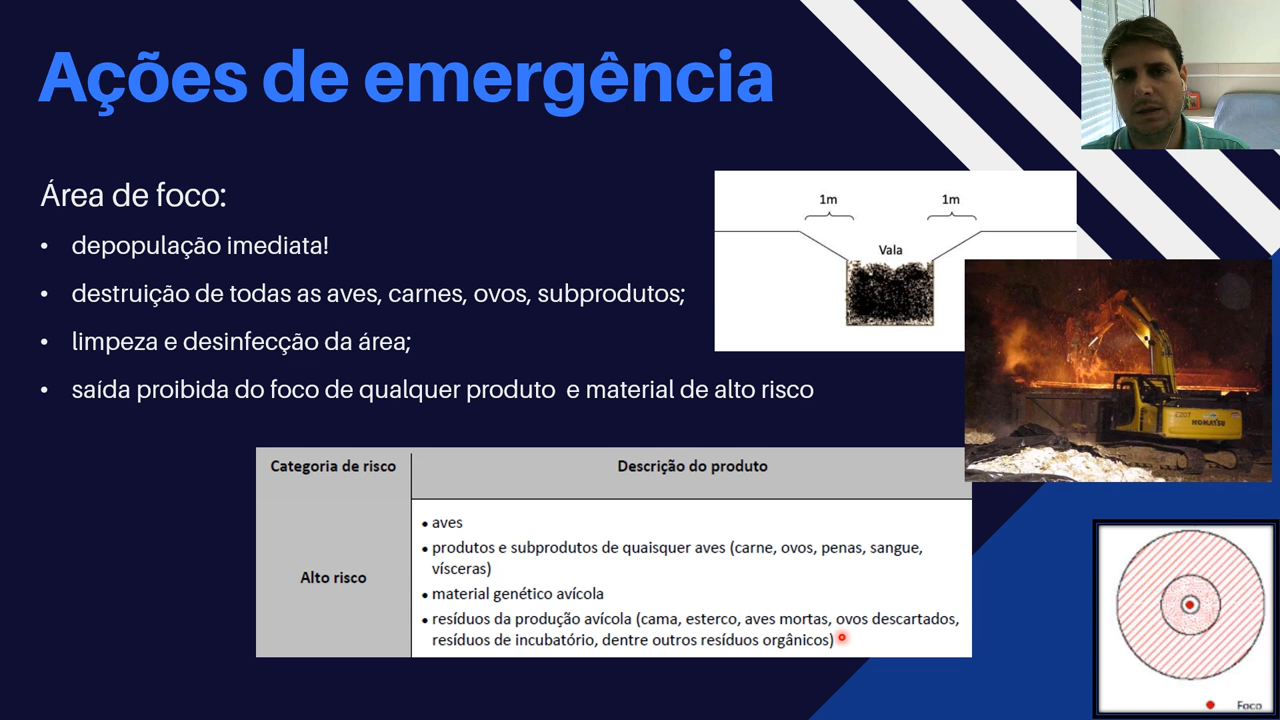 Ações de emergência
Área de foco:
• depopulação imediata!
• destruição de todas as aves, carnes, ovos, subprodutos;
• limpeza e desinfecção da área;
• saída proibida do foco de qualquer produto e material de alto risco
1m 1m
Vala
KOMATSU
Categoria de risco Descrição do produto
Alto risco
• aves
• produtos e subprodutos de quaisquer aves (carne, ovos, penas, sangue,
vísceras)
• material genético avícola
• resíduos da produção avícola (cama, esterco, aves mortas, ovos descartados,
resíduos de incubatório, dentre outros resíduos orgânicos)
Foco